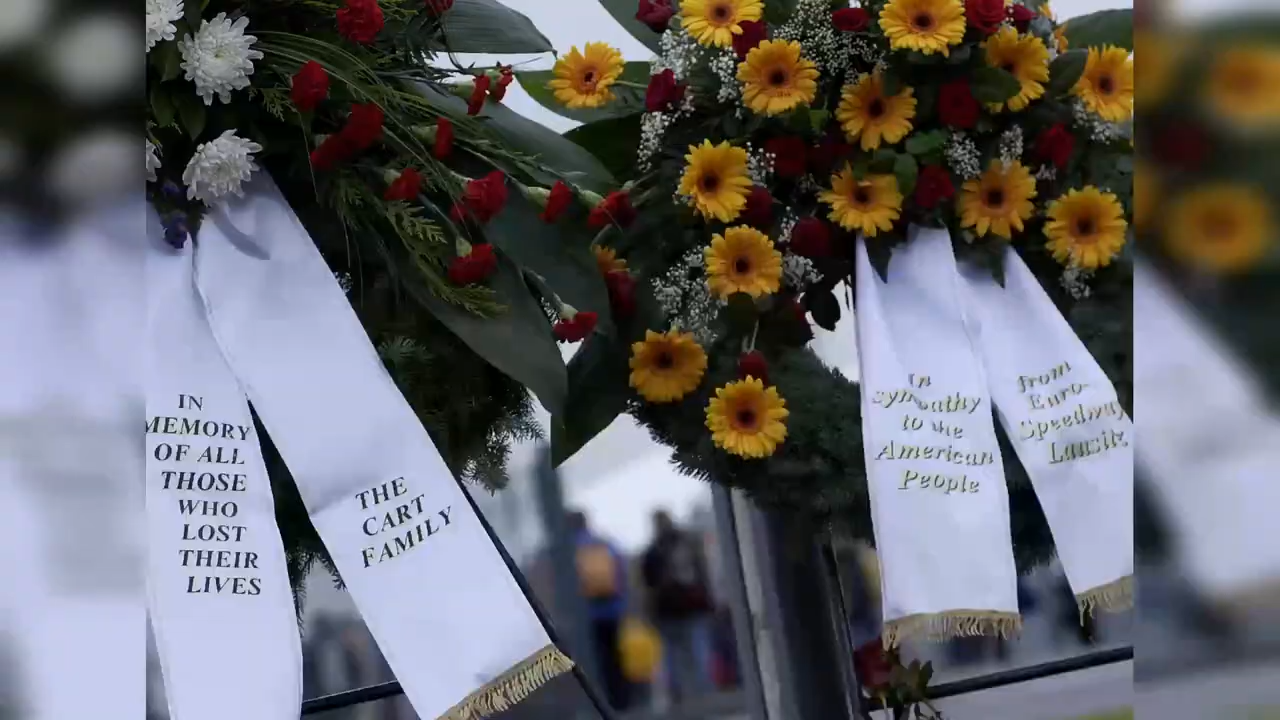 IN
MEMORY
OF ALL
THOSE
WHO
LOST
THEIR
LIVES
THE
CART
FAMILY
In
sympathy
to the
American
People
from
Euro-
Speedway
Lausitz